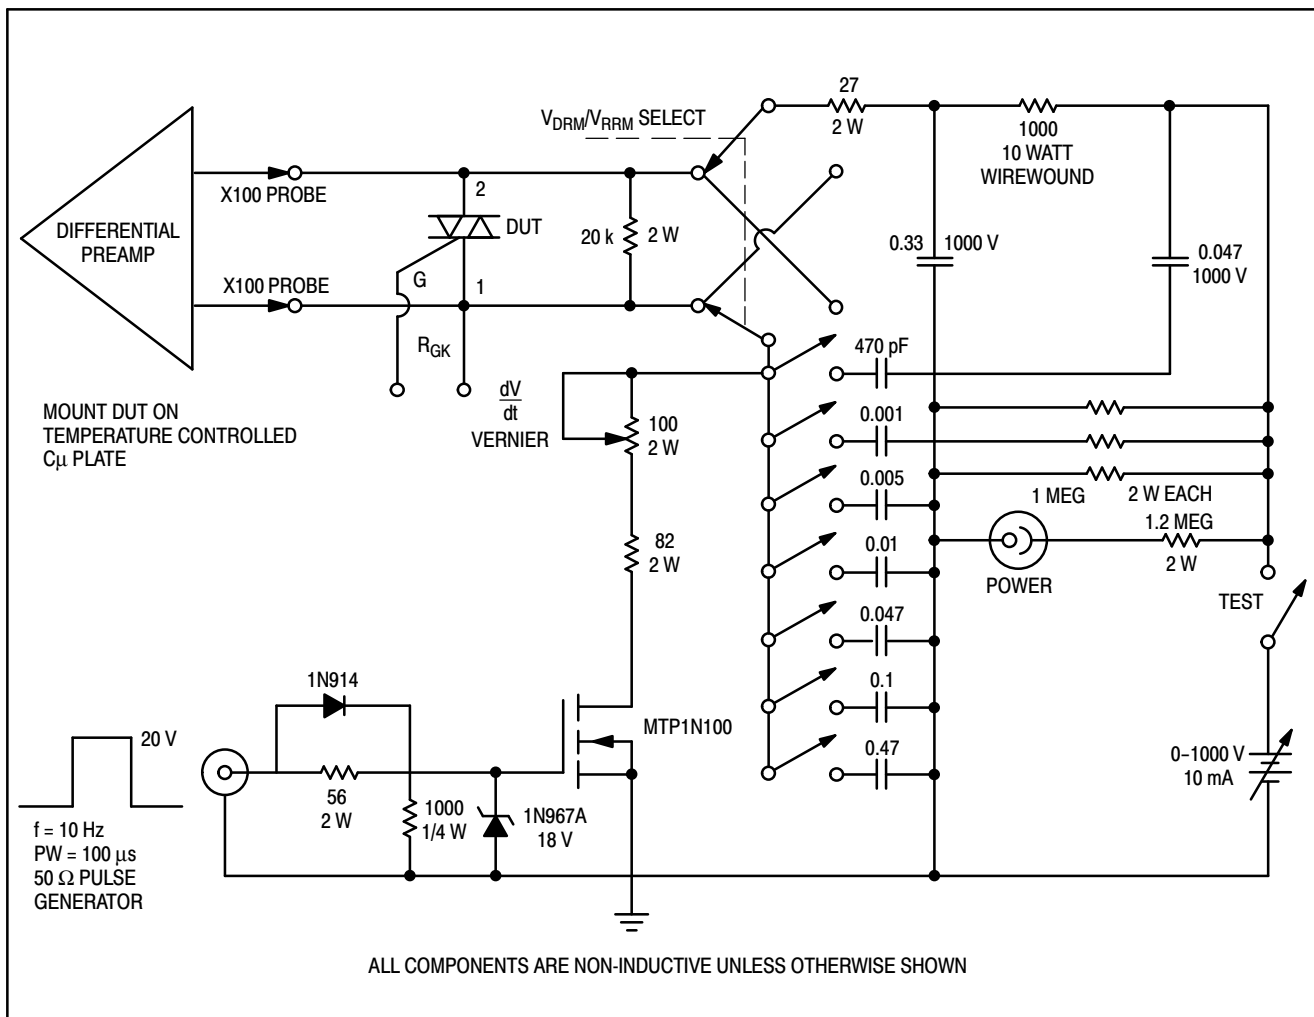 27
2 W
V_DRM/V_RRM SELECT
1000
10 WATT
WIREWOUND
X100 PROBE
2
DIFFERENTIAL
PREAMP
DUT
20 k
2 W
0.33
1000 V
0.047
1000 V
G
X100 PROBE
1
R_GK
470 pF
dV
dt
VERNIER
MOUNT DUT ON
TEMPERATURE CONTROLLED
Cμ PLATE
100
2 W
0.001
0.005
1 MEG
2 W EACH
1.2 MEG
2 W
82
2 W
0.01
POWER
TEST
0.047
1N914
0.1
MTP1N100
20 V
0.47
0–1000 V
10 mA
56
2 W
1000
1/4 W
1N967A
18 V
f = 10 Hz
PW = 100 μs
50 Ω PULSE
GENERATOR
ALL COMPONENTS ARE NON-INDUCTIVE UNLESS OTHERWISE SHOWN